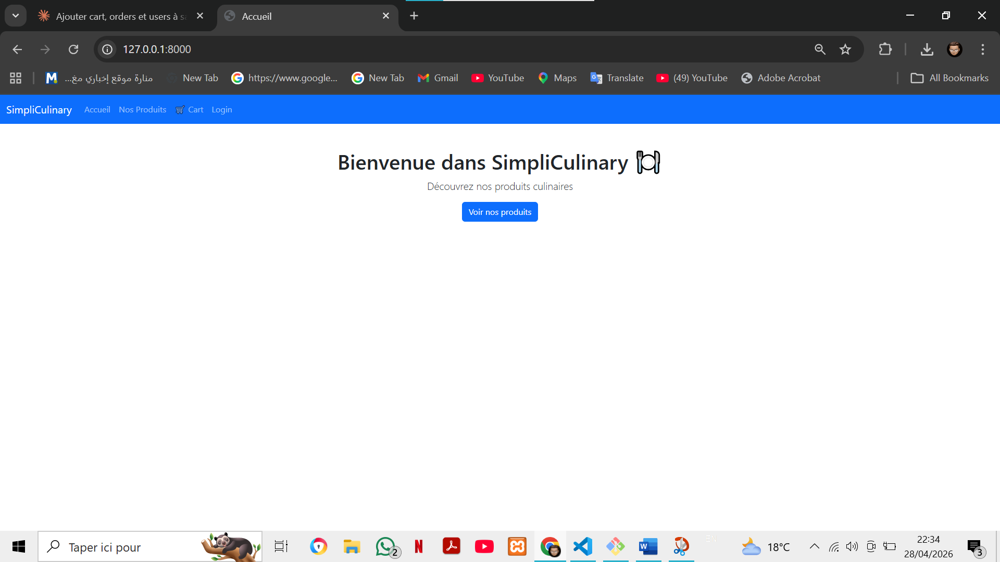 Ajouter cart, orders et users à sa
Accueil
127.0.0.1:8000
منارة موقع إخباري مغ...
New Tab
https://www.google...
New Tab
Gmail
YouTube
Maps
Translate
(49) YouTube
Adobe Acrobat
All Bookmarks
SimpliCulinary
Accueil
Nos Produits
Cart
Login
Bienvenue dans SimpliCulinary
Découvrez nos produits culinaires
Voir nos produits
Taper ici pour
2
EN
18°C
22:34
28/04/2026
3